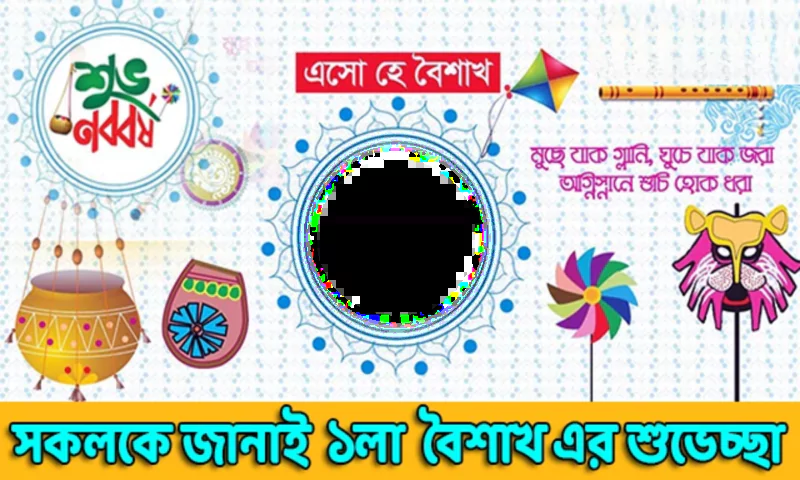 শুভ
নববর্ষ
এসো হে বৈশাখ
মুছে যাক গ্লানি, ঘুচে যাক জরা
অগ্নিস্নানে শুচি হোক ধরা
সকলকে জানাই ১লা বৈশাখ এর শুভেচ্ছা